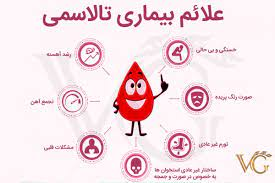 علائم بیماری تالاسمی
خستگی و بی حالی
رشد آهسته
صورت رنگ پریده
تجمع آهن
تورم غیر عادی
مشکلات قلبی
ساختار غیر عادی استخوان ها
به خصوص در صورت و جمجمه
VG